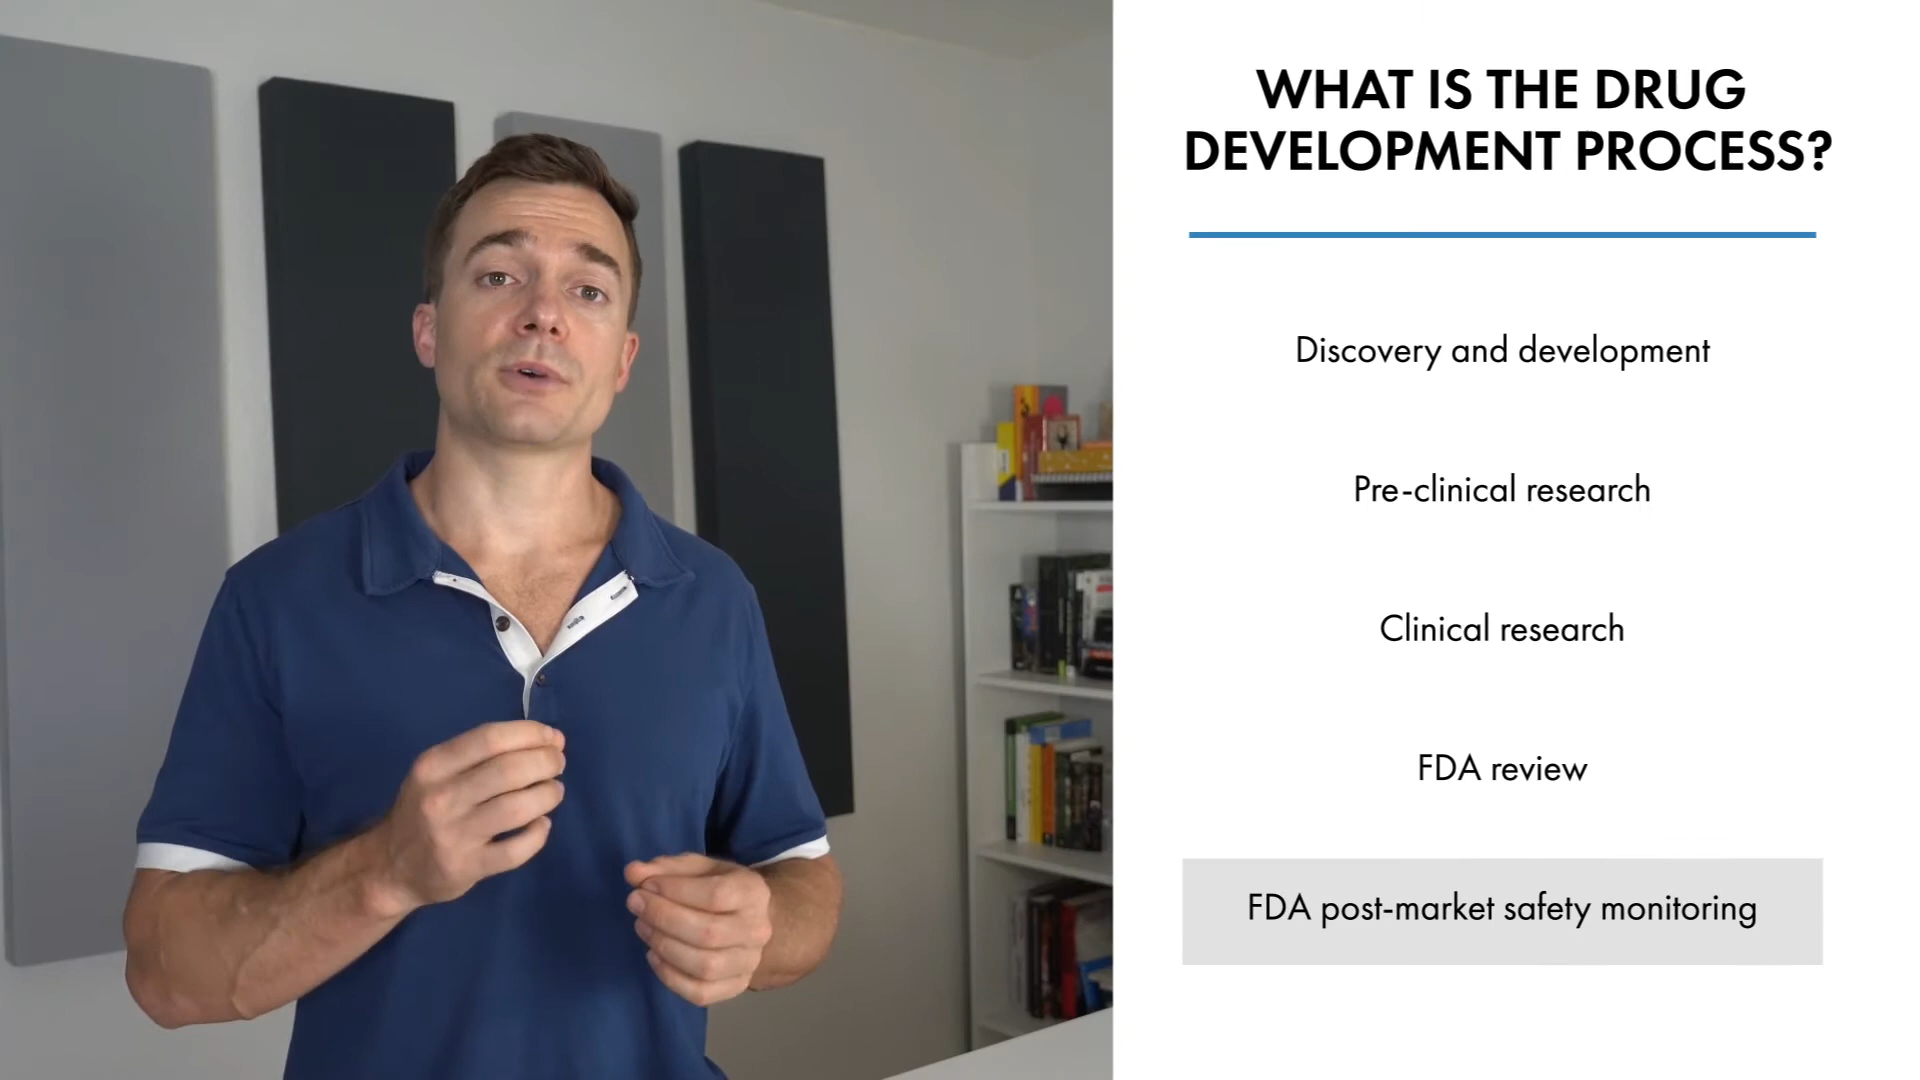 WHAT IS THE DRUG
DEVELOPMENT PROCESS?
Discovery and development
Pre-clinical research
Clinical research
FDA review
FDA post-market safety monitoring